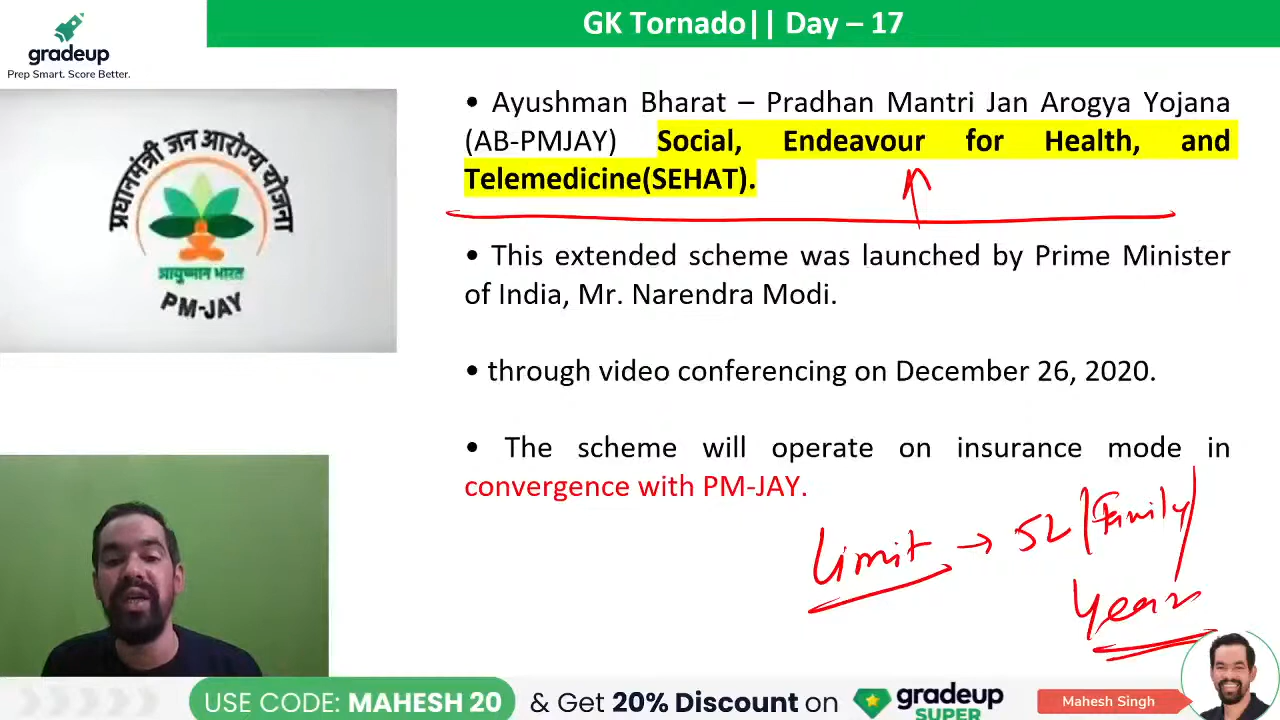 GK Tornado|| Day – 17
gradeup
Prep Smart. Score Better.
प्रधानमंत्री जन आरोग्य योजना
आयुष्मान भारत
PM-JAY
• Ayushman Bharat – Pradhan Mantri Jan Arogya Yojana
(AB-PMJAY) Social, Endeavour for Health, and
Telemedicine(SEHAT).
• This extended scheme was launched by Prime Minister
of India, Mr. Narendra Modi.
• through video conferencing on December 26, 2020.
• The scheme will operate on insurance mode in
convergence with PM-JAY.
Limit → 5L / Family /
Year
USE CODE: MAHESH 20 & Get 20% Discount on gradeup
SUPER
Mahesh Singh